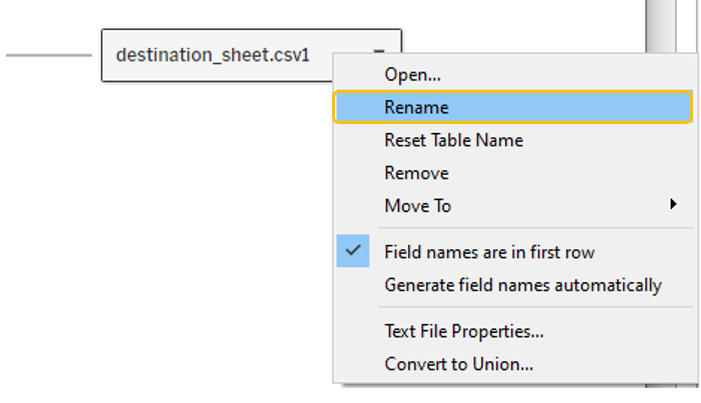 destination_sheet.csv1
Open...
Rename
Reset Table Name
Remove
Move To
Field names are in first row
Generate field names automatically
Text File Properties...
Convert to Union...